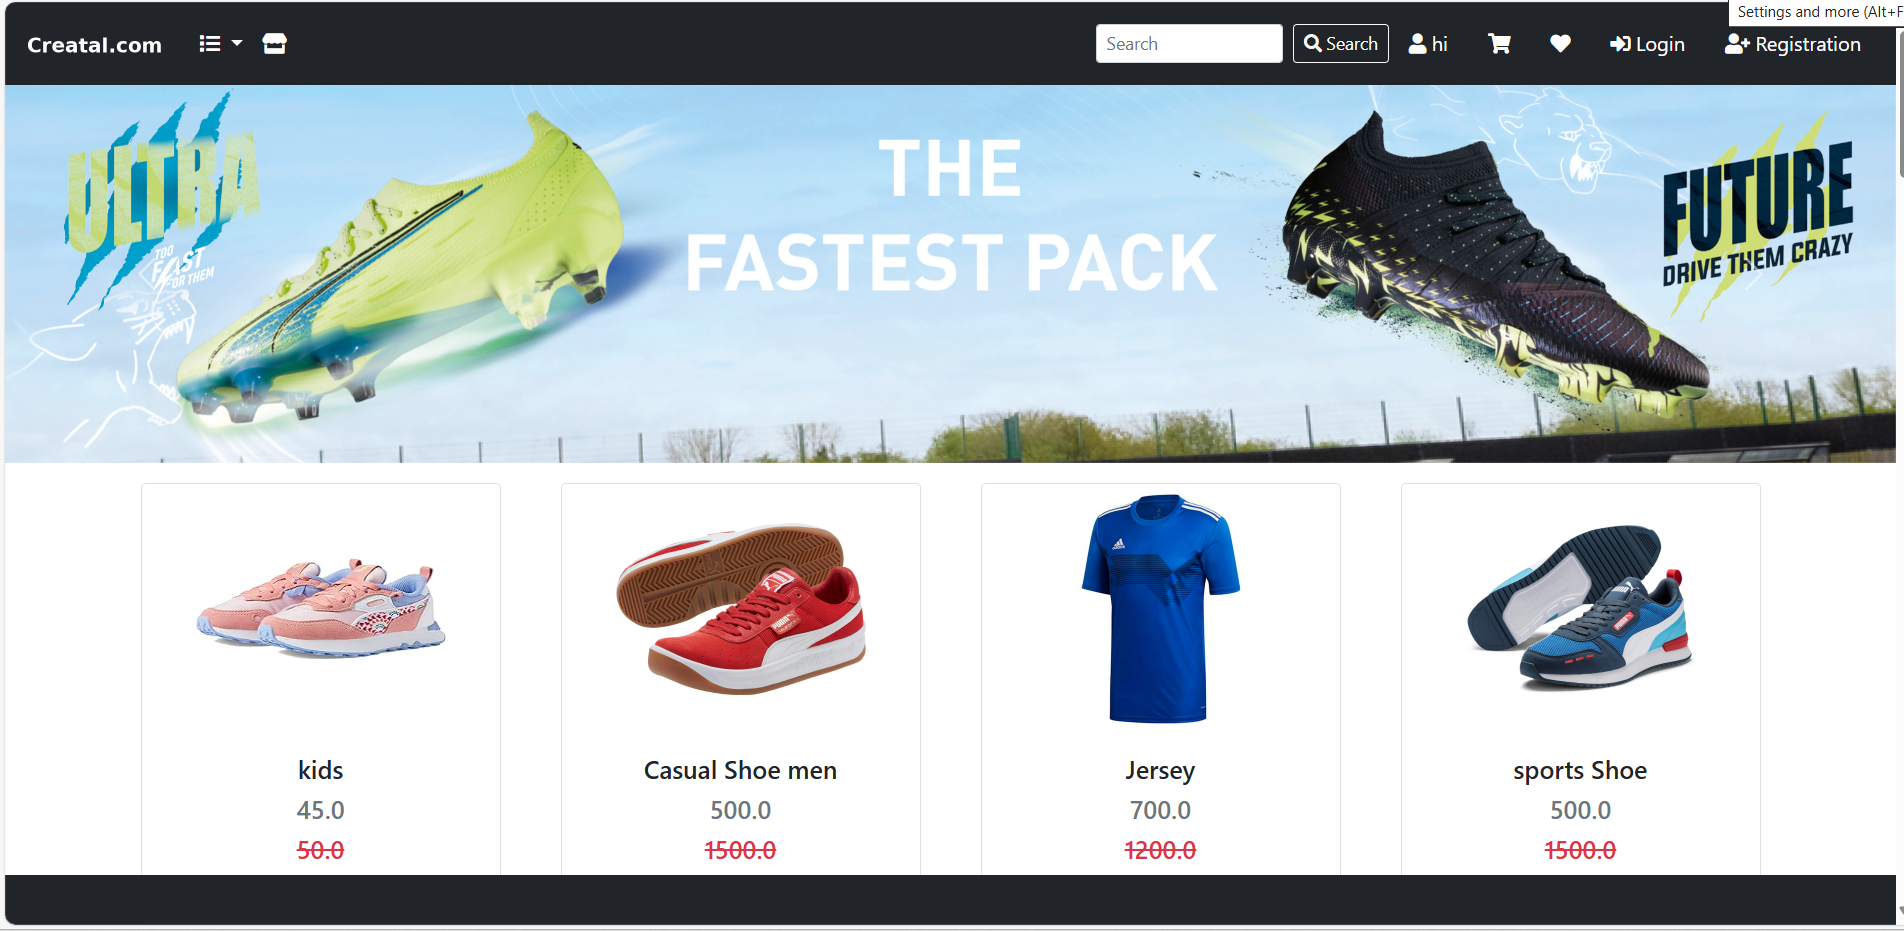 Settings and more (Alt+F
Creatal.com
Search
Search
hi
Login
Registration
ULTRA
TOO
FAST
FOR THEM
THE
FASTEST PACK
FUTURE
DRIVE THEM CRAZY
kids
45.0
50.0
Casual Shoe men
500.0
1500.0
Jersey
700.0
1200.0
sports Shoe
500.0
1500.0